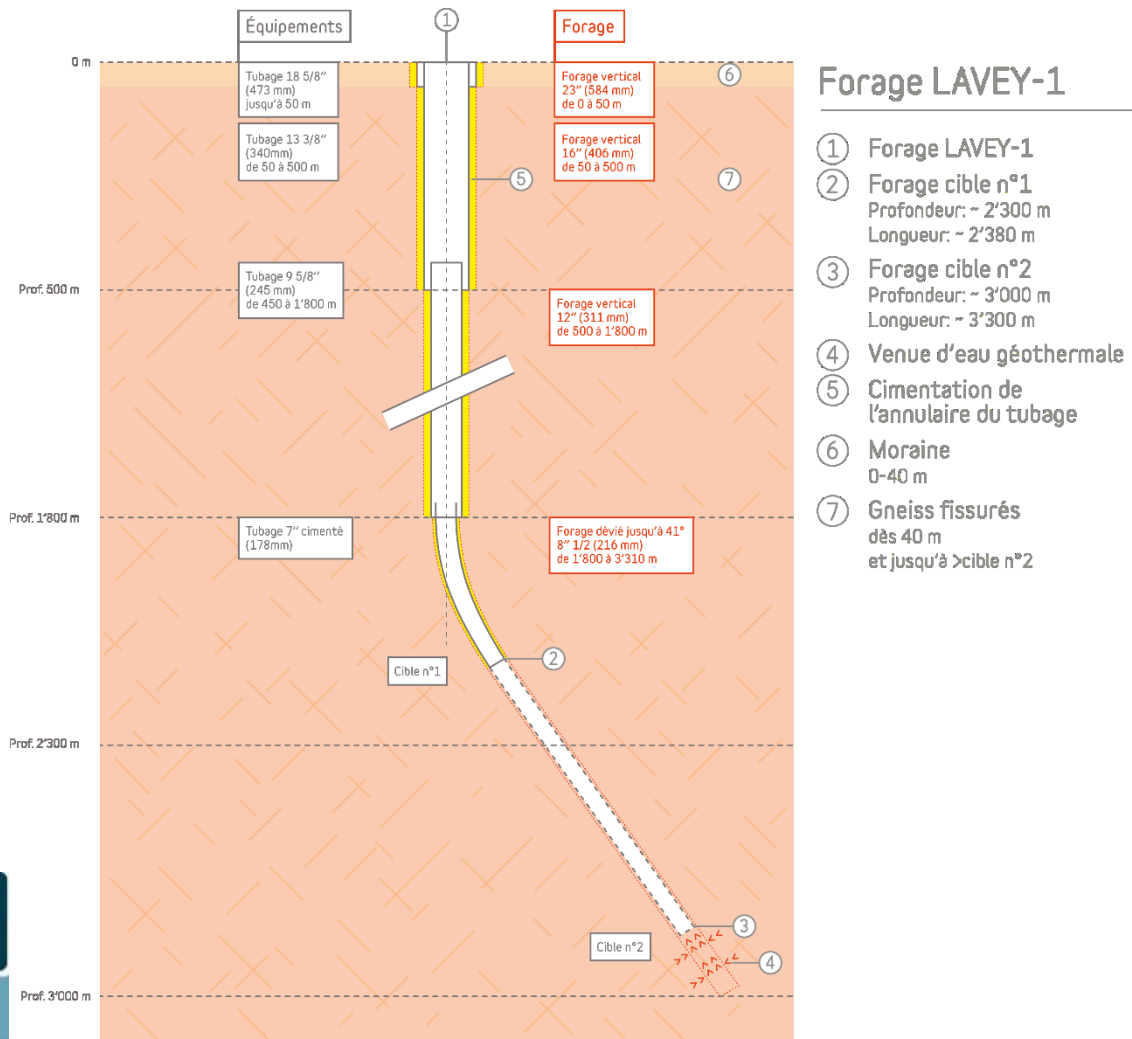 Équipements
1
Forage
0 m
Tubage 18 5/8”
(473 mm)
jusqu’à 50 m
Forage vertical
23” (584 mm)
de 0 à 50 m
6
Tubage 13 3/8”
(340mm)
de 50 à 500 m
Forage vertical
16” (406 mm)
de 50 à 500 m
5
7
Prof. 500 m
Tubage 9 5/8”
(245 mm)
de 450 à 1’800 m
Forage vertical
12” (311 mm)
de 500 à 1’800 m
Prof. 1’800 m
Tubage 7” cimenté
(178mm)
Forage dévié jusqu’à 41°
8” 1/2 (216 mm)
de 1’800 à 3’310 m
Cible n°1
2
Prof. 2’300 m
Cible n°2
3
4
Prof. 3’000 m
Forage LAVEY-1
1 Forage LAVEY-1
2 Forage cible n°1
Profondeur: ~ 2’300 m
Longueur: ~ 2’380 m
3 Forage cible n°2
Profondeur: ~ 3’000 m
Longueur: ~ 3’300 m
4 Venue d’eau géothermale
5 Cimentation de
l’annulaire du tubage
6 Moraine
0-40 m
7 Gneiss fissurés
dès 40 m
et jusqu’à >cible n°2